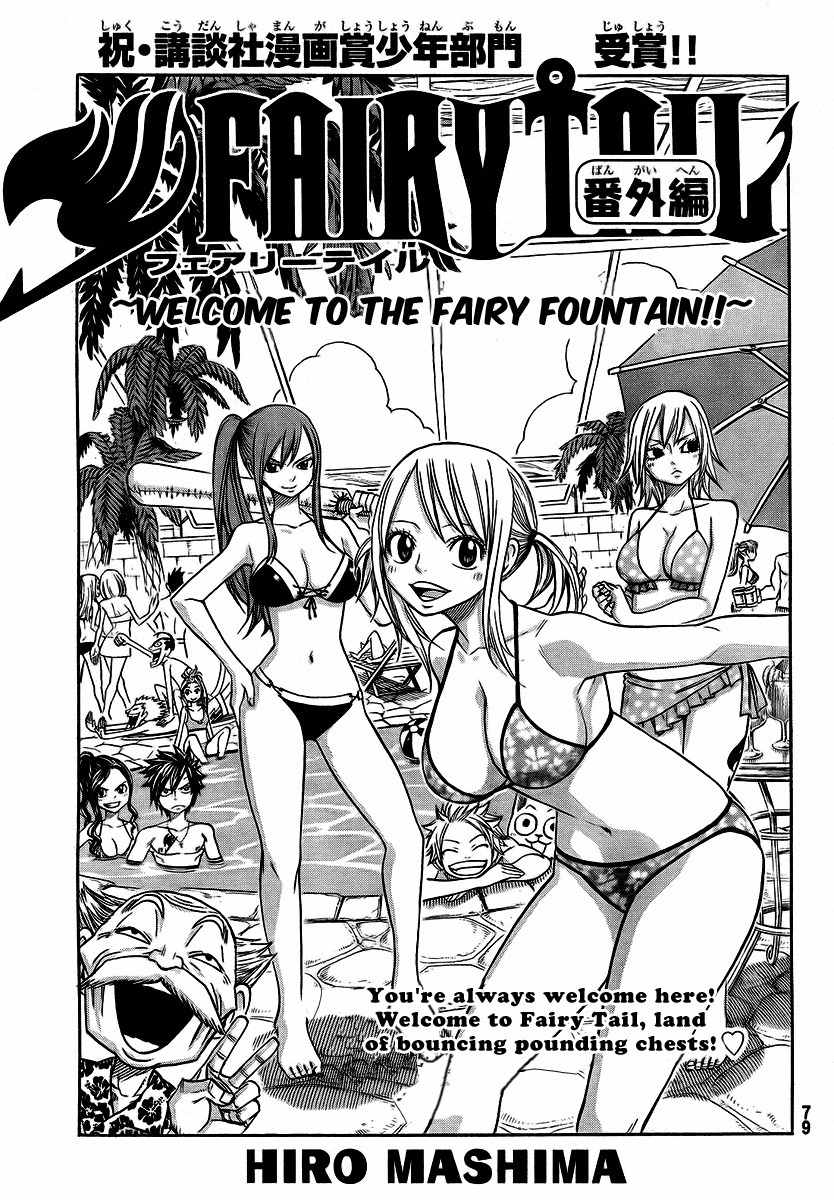 しゅく こう だん しゃ まん が しょう しょう ねん ぶ もん じゅ しょう
祝・講談社漫画賞少年部門 受賞!!
FAIRY TAIL
ばん がい へん
番外編
フェアリーテイル
~WELCOME TO THE FAIRY FOUNTAIN!!~
You're always welcome here!
Welcome to Fairy Tail, land
of bouncing pounding chests!♡
79
HIRO MASHIMA